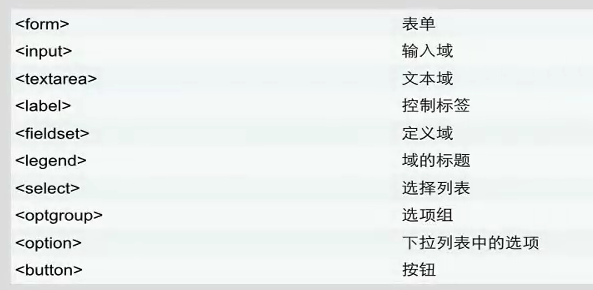 <form> 表单
<input> 输入域
<textarea> 文本域
<label> 控制标签
<fieldset> 定义域
<legend> 域的标题
<select> 选择列表
<optgroup> 选项组
<option> 下拉列表中的选项
<button> 按钮